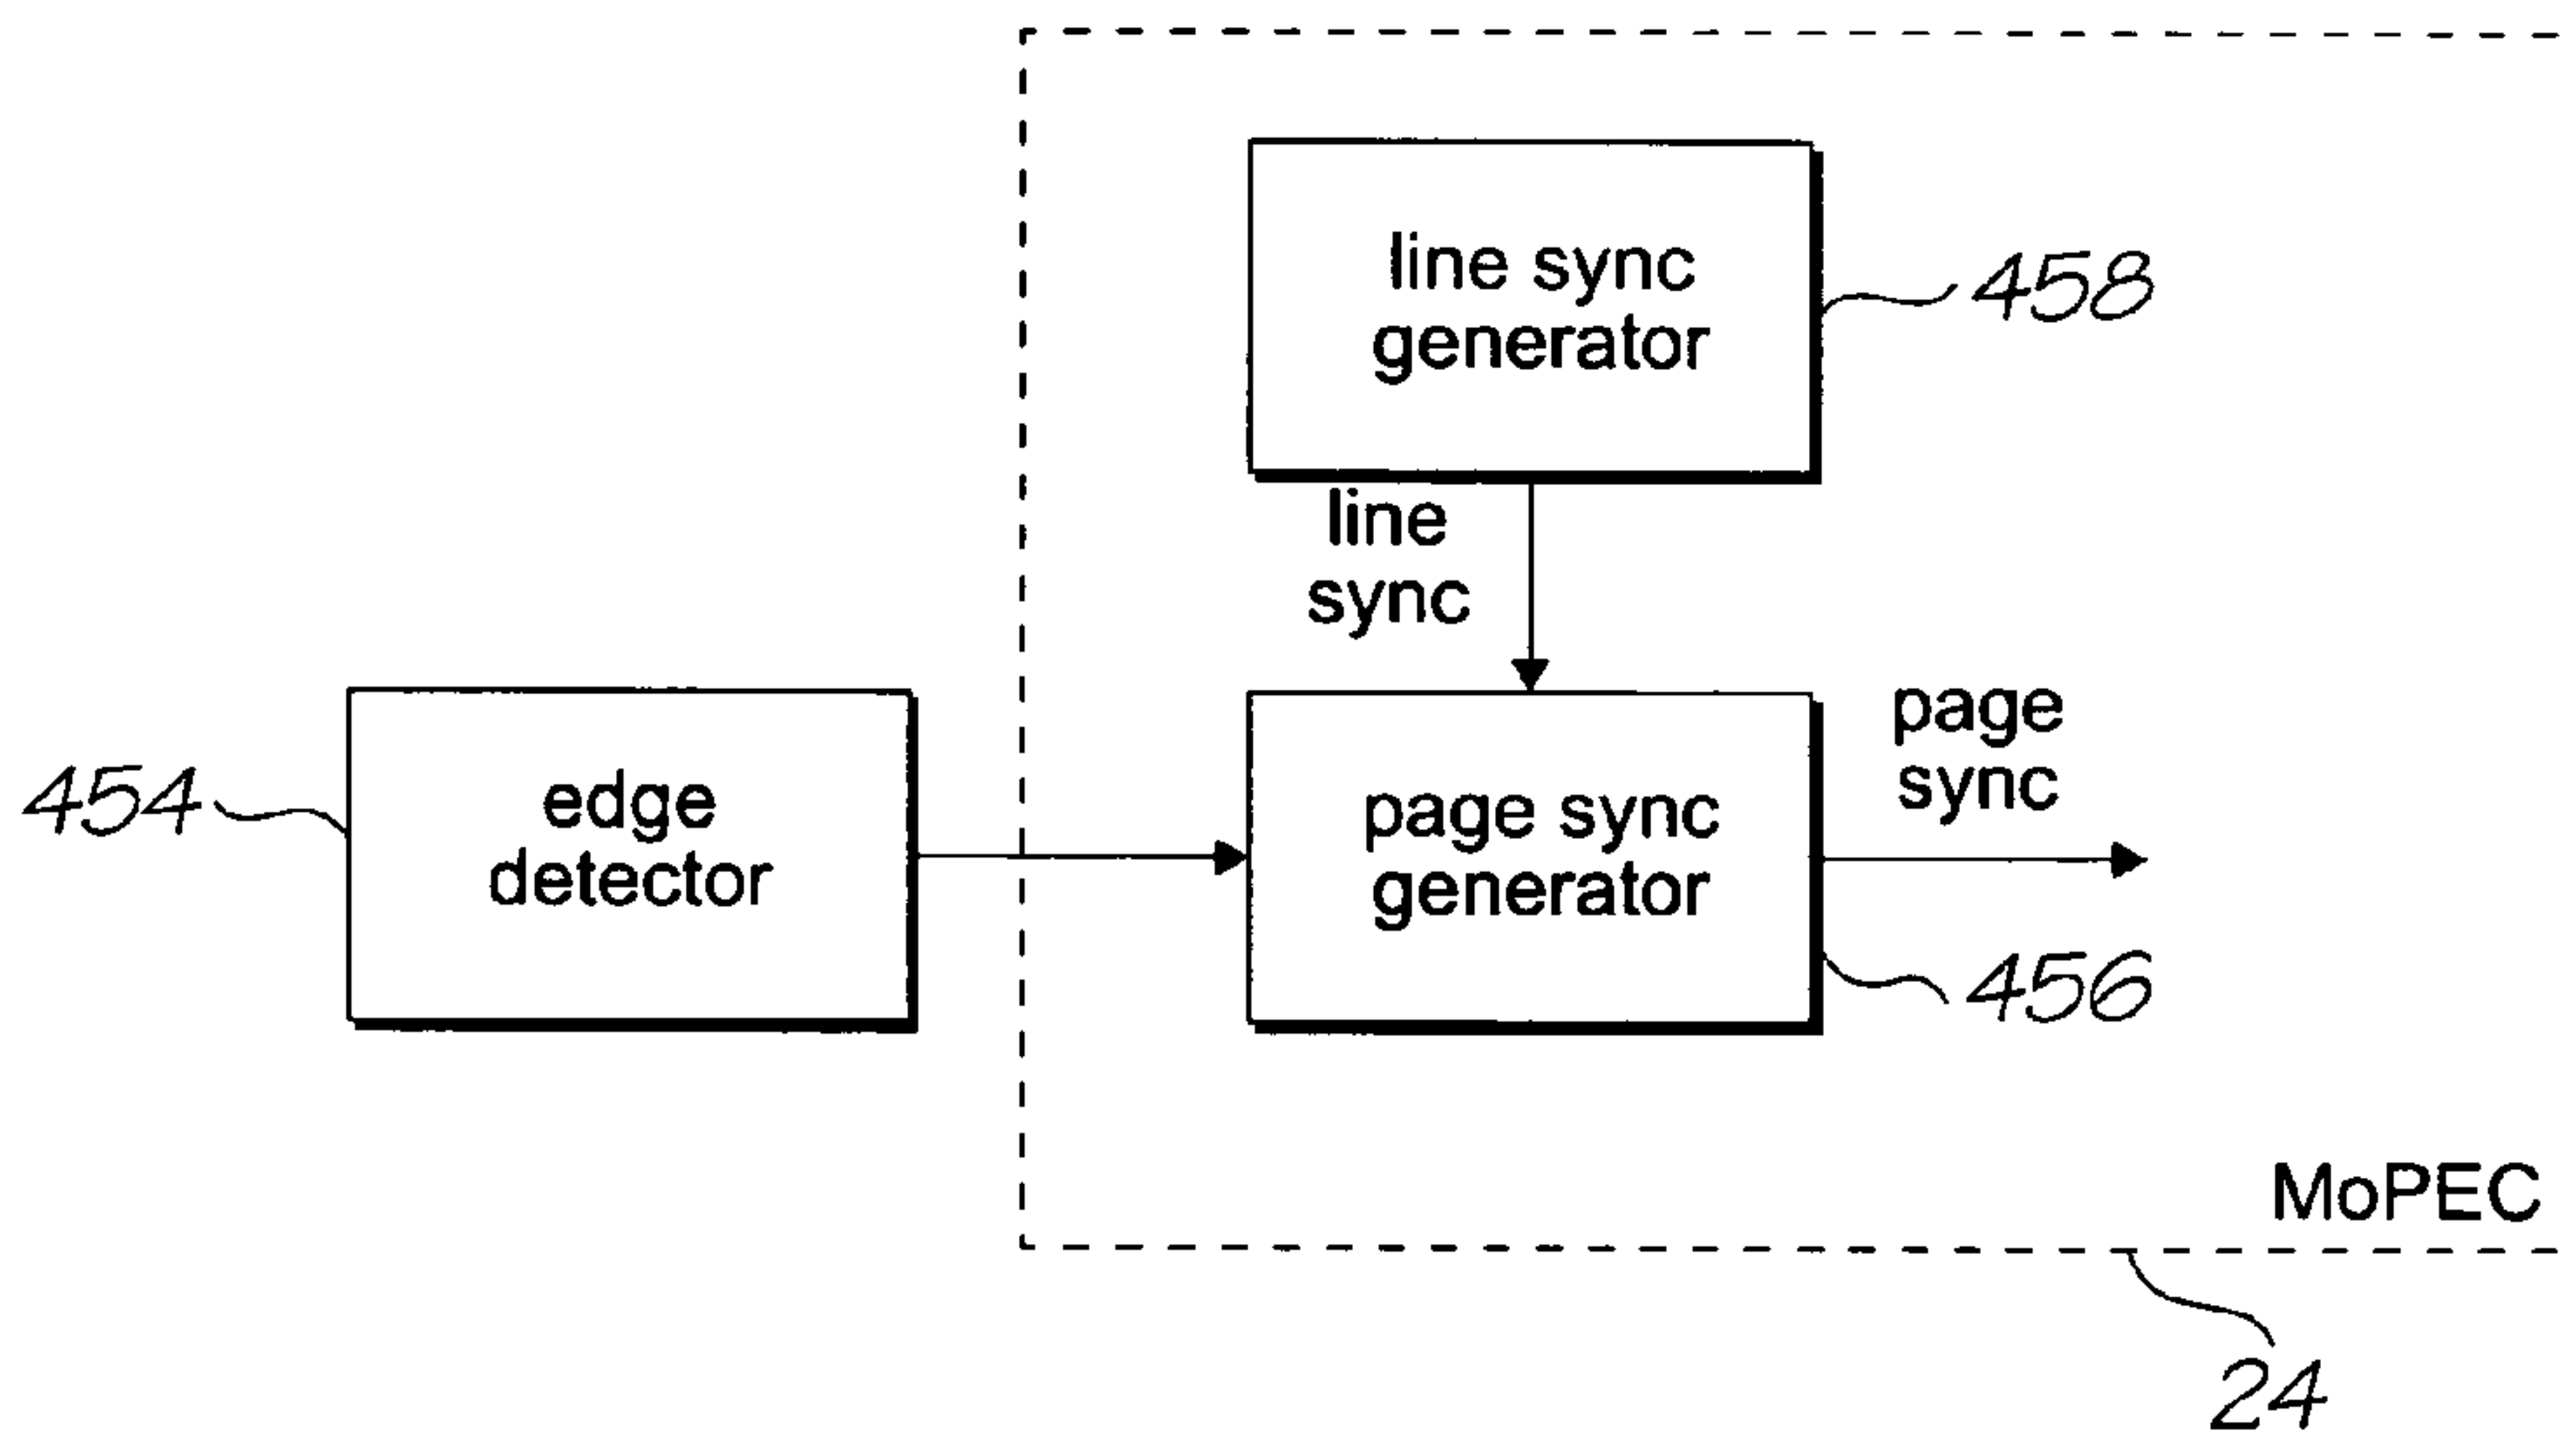 line sync
generator
458
line
sync
454
edge
detector
page sync
generator
page
sync
456
MoPEC
24